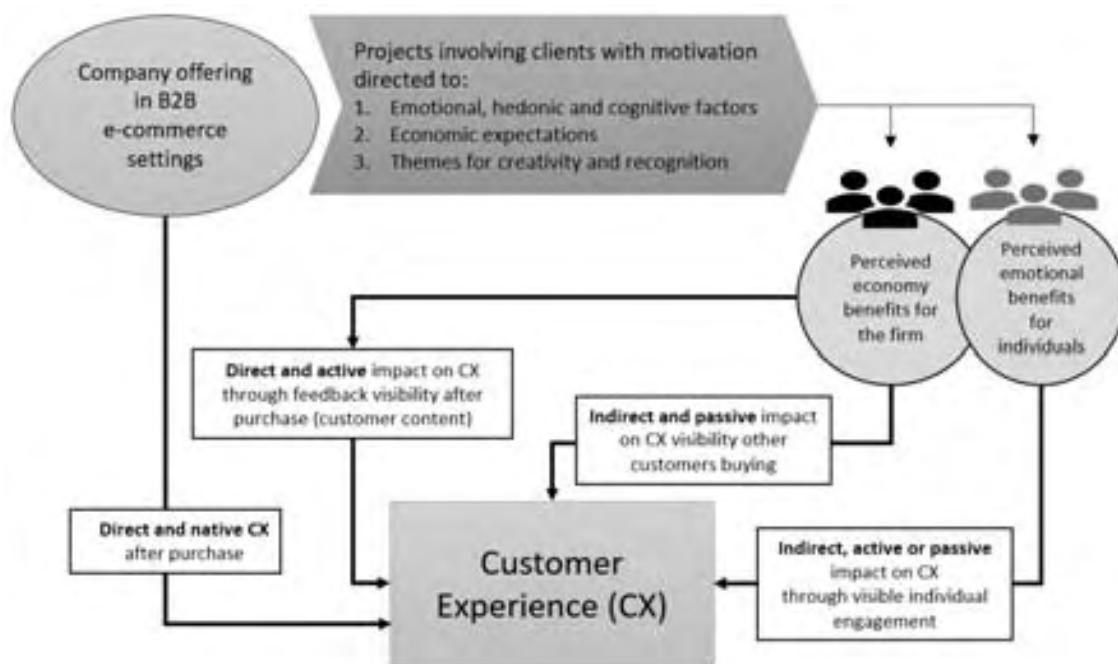 Company offering
in B2B
e-commerce
settings
Projects involving clients with motivation
directed to:
1. Emotional, hedonic and cognitive factors
2. Economic expectations
3. Themes for creativity and recognition
Perceived
economy
benefits for
the firm
Perceived
emotional
benefits
for
individuals
Direct and active impact on CX
through feedback visibility after
purchase (customer content)
Indirect and passive impact
on CX visibility other
customers buying
Direct and native CX
after purchase
Customer
Experience (CX)
Indirect, active or passive
impact on CX
through visible individual
engagement